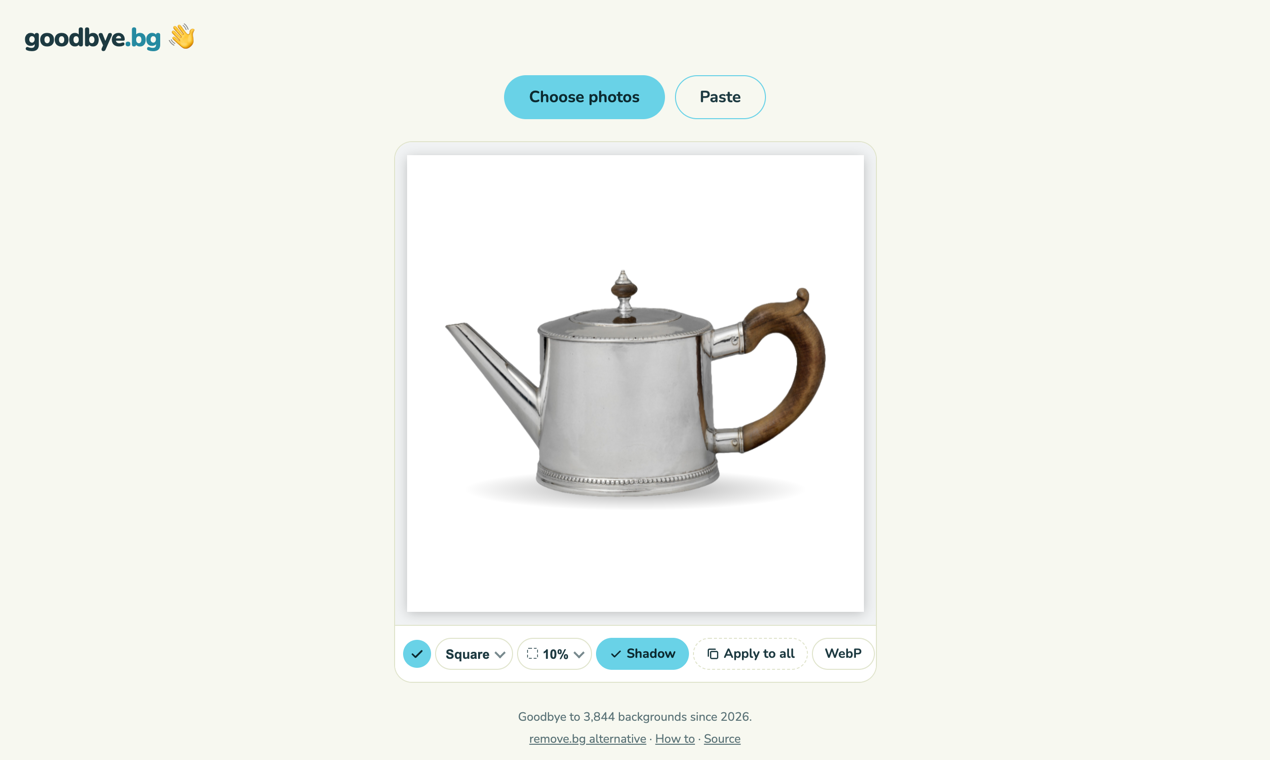 goodbye.bg 👋
Choose photos
Paste
Square
10%
Shadow
Apply to all
WebP
Goodbye to 3,844 backgrounds since 2026.
remove.bg alternative · How to · Source